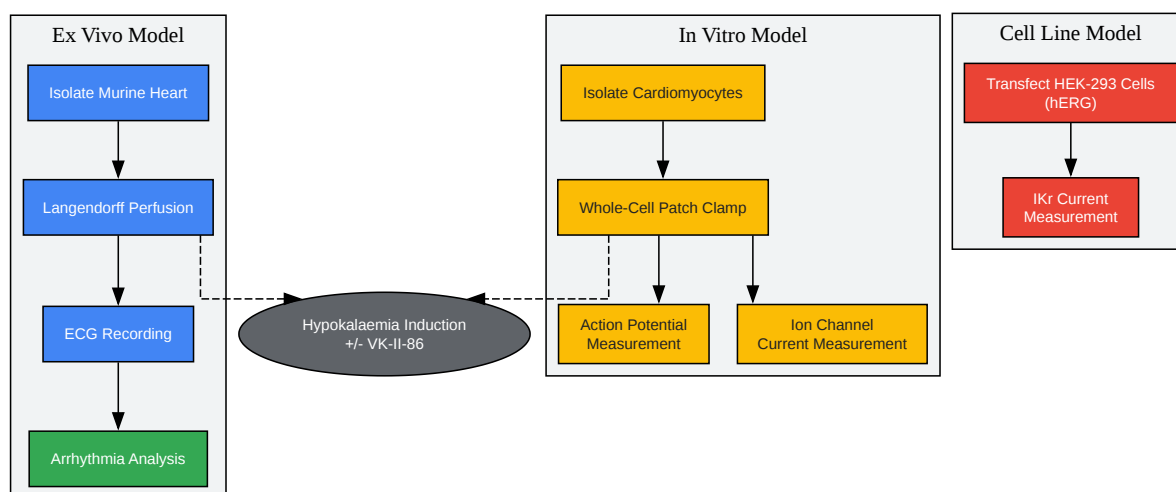 Ex Vivo Model
Isolate Murine Heart
Langendorff Perfusion
ECG Recording
Arrhythmia Analysis
Hypokalaemia Induction
+/- VK-II-86
In Vitro Model
Isolate Cardiomyocytes
Whole-Cell Patch Clamp
Action Potential
Measurement
Ion Channel
Current Measurement
Cell Line Model
Transfect HEK-293 Cells
(hERG)
IKr Current
Measurement